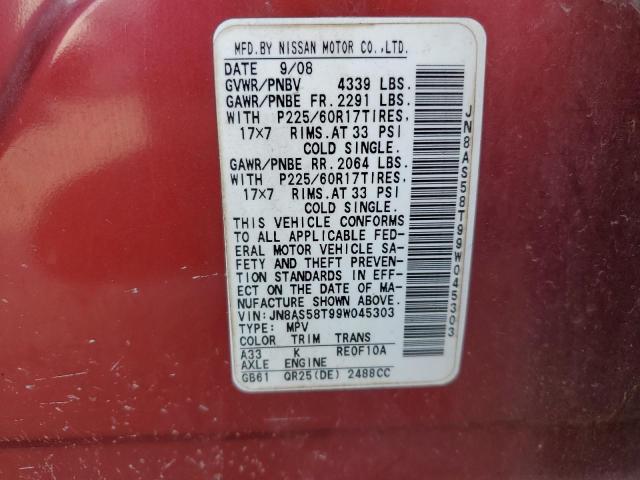 MFD.BY NISSAN MOTOR CO.,LTD.
DATE 9/08
GVWR/PNBV 4339 LBS.
GAWR/PNBE FR.2291 LBS.
WITH P225/60R17TIRES,
17×7 RIMS.AT 33 PSI
COLD SINGLE.
GAWR/PNBE RR.2064 LBS.
WITH P225/60R17TIRES,
17×7 RIMS.AT 33 PSI
COLD SINGLE.
THIS VEHICLE CONFORMS
TO ALL APPLICABLE FED-
ERAL MOTOR VEHICLE SA-
FETY AND THEFT PREVEN-
TION STANDARDS IN EFF-
ECT ON THE DATE OF MA-
NUFACTURE SHOWN ABOVE.
VIN:JN8AS58T99W045303
TYPE: MPV
COLOR TRIM TRANS
A33 K RE0F10A
AXLE ENGINE
GB61 QR25(DE) 2488CC
JN8AS58T99W045303